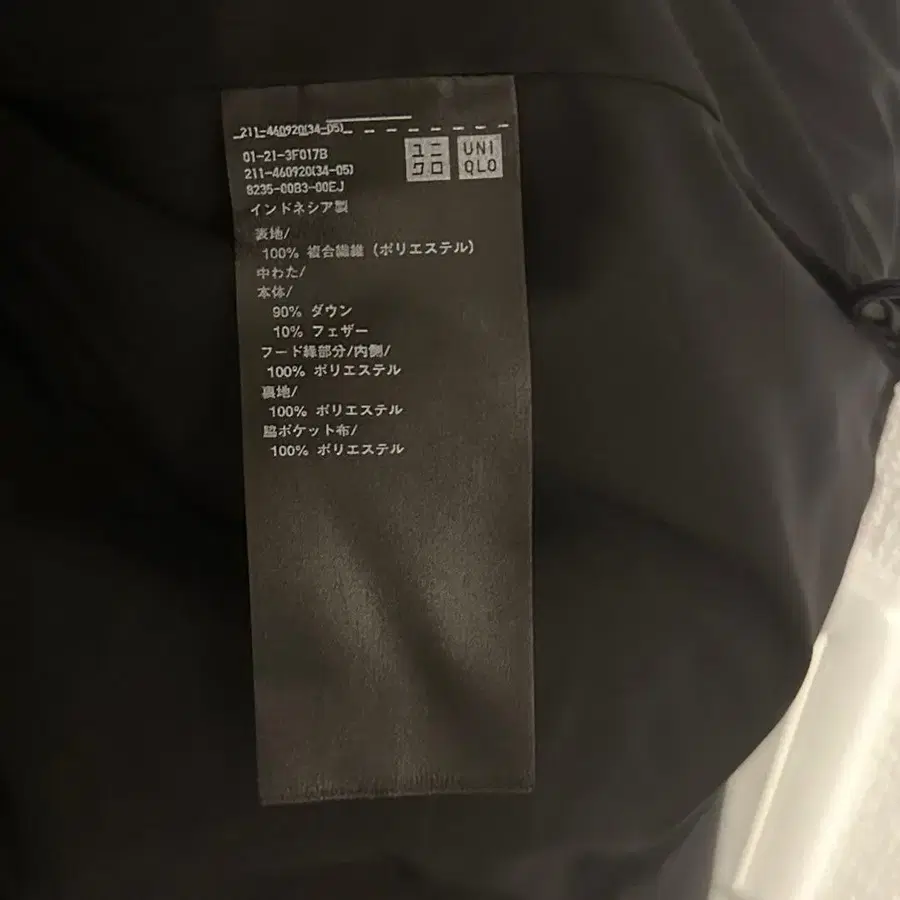 211-460920(34-05)
ユニクロ UNIQLO
01-21-3F017B
211-460920(34-05)
8235-00B3-00EJ
インドネシア製
表地/
100% 複合繊維 (ポリエステル)
中わた/
本体/
90% ダウン
10% フェザー
フード縁部分/内側/
100% ポリエステル
裏地/
100% ポリエステル
脇ポケット布/
100% ポリエステル